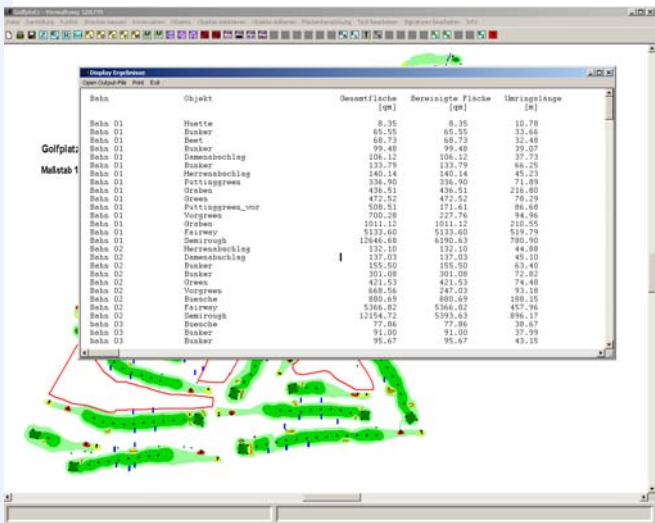 Golfplatz - Verwaltung
Display Ergebnisse
Open Output-File Print Exit
Bahn Objekt Gesamtfläche Bereinigte Fläche Umringslänge
[qm] [qm] [m]
Bahn 01 Huette 8.35 8.35 10.78
Bahn 01 Bunker 65.55 65.55 33.66
Bahn 01 Beet 68.73 68.73 32.48
Bahn 01 Bunker 99.48 99.48 39.07
Bahn 01 Damenabschlag 106.12 106.12 37.73
Bahn 01 Bunker 133.79 133.79 66.25
Bahn 01 Herrenabschlag 140.14 140.14 45.23
Bahn 01 Puttinggreen 336.90 336.90 71.89
Bahn 01 Graben 436.51 436.51 216.80
Bahn 01 Green 472.52 472.52 78.29
Bahn 01 Puttinggreen_vor 508.51 171.61 86.68
Bahn 01 Vorgreen 700.28 227.76 94.96
Bahn 01 Graben 1011.12 1011.12 210.55
Bahn 01 Fairway 5133.60 5133.60 519.79
Bahn 01 Semirough 12646.68 6190.63 780.90
Bahn 02 Herrenabschlag 132.10 132.10 44.88
Bahn 02 Damenabschlag 137.03 137.03 45.10
Bahn 02 Bunker 155.50 155.50 63.40
Bahn 02 Bunker 301.08 301.08 72.82
Bahn 02 Green 421.53 421.53 74.48
Bahn 02 Vorgreen 668.56 247.03 93.18
Bahn 02 Buesche 880.69 880.69 188.15
Bahn 02 Fairway 5366.82 5366.82 457.96
Bahn 02 Semirough 12154.72 5393.63 896.17
bahn 03 Buesche 77.86 77.86 38.67
bahn 03 Bunker 91.00 91.00 37.99
bahn 03 Bunker 95.67 95.67 43.15
Golfplatz
Maßstab 1